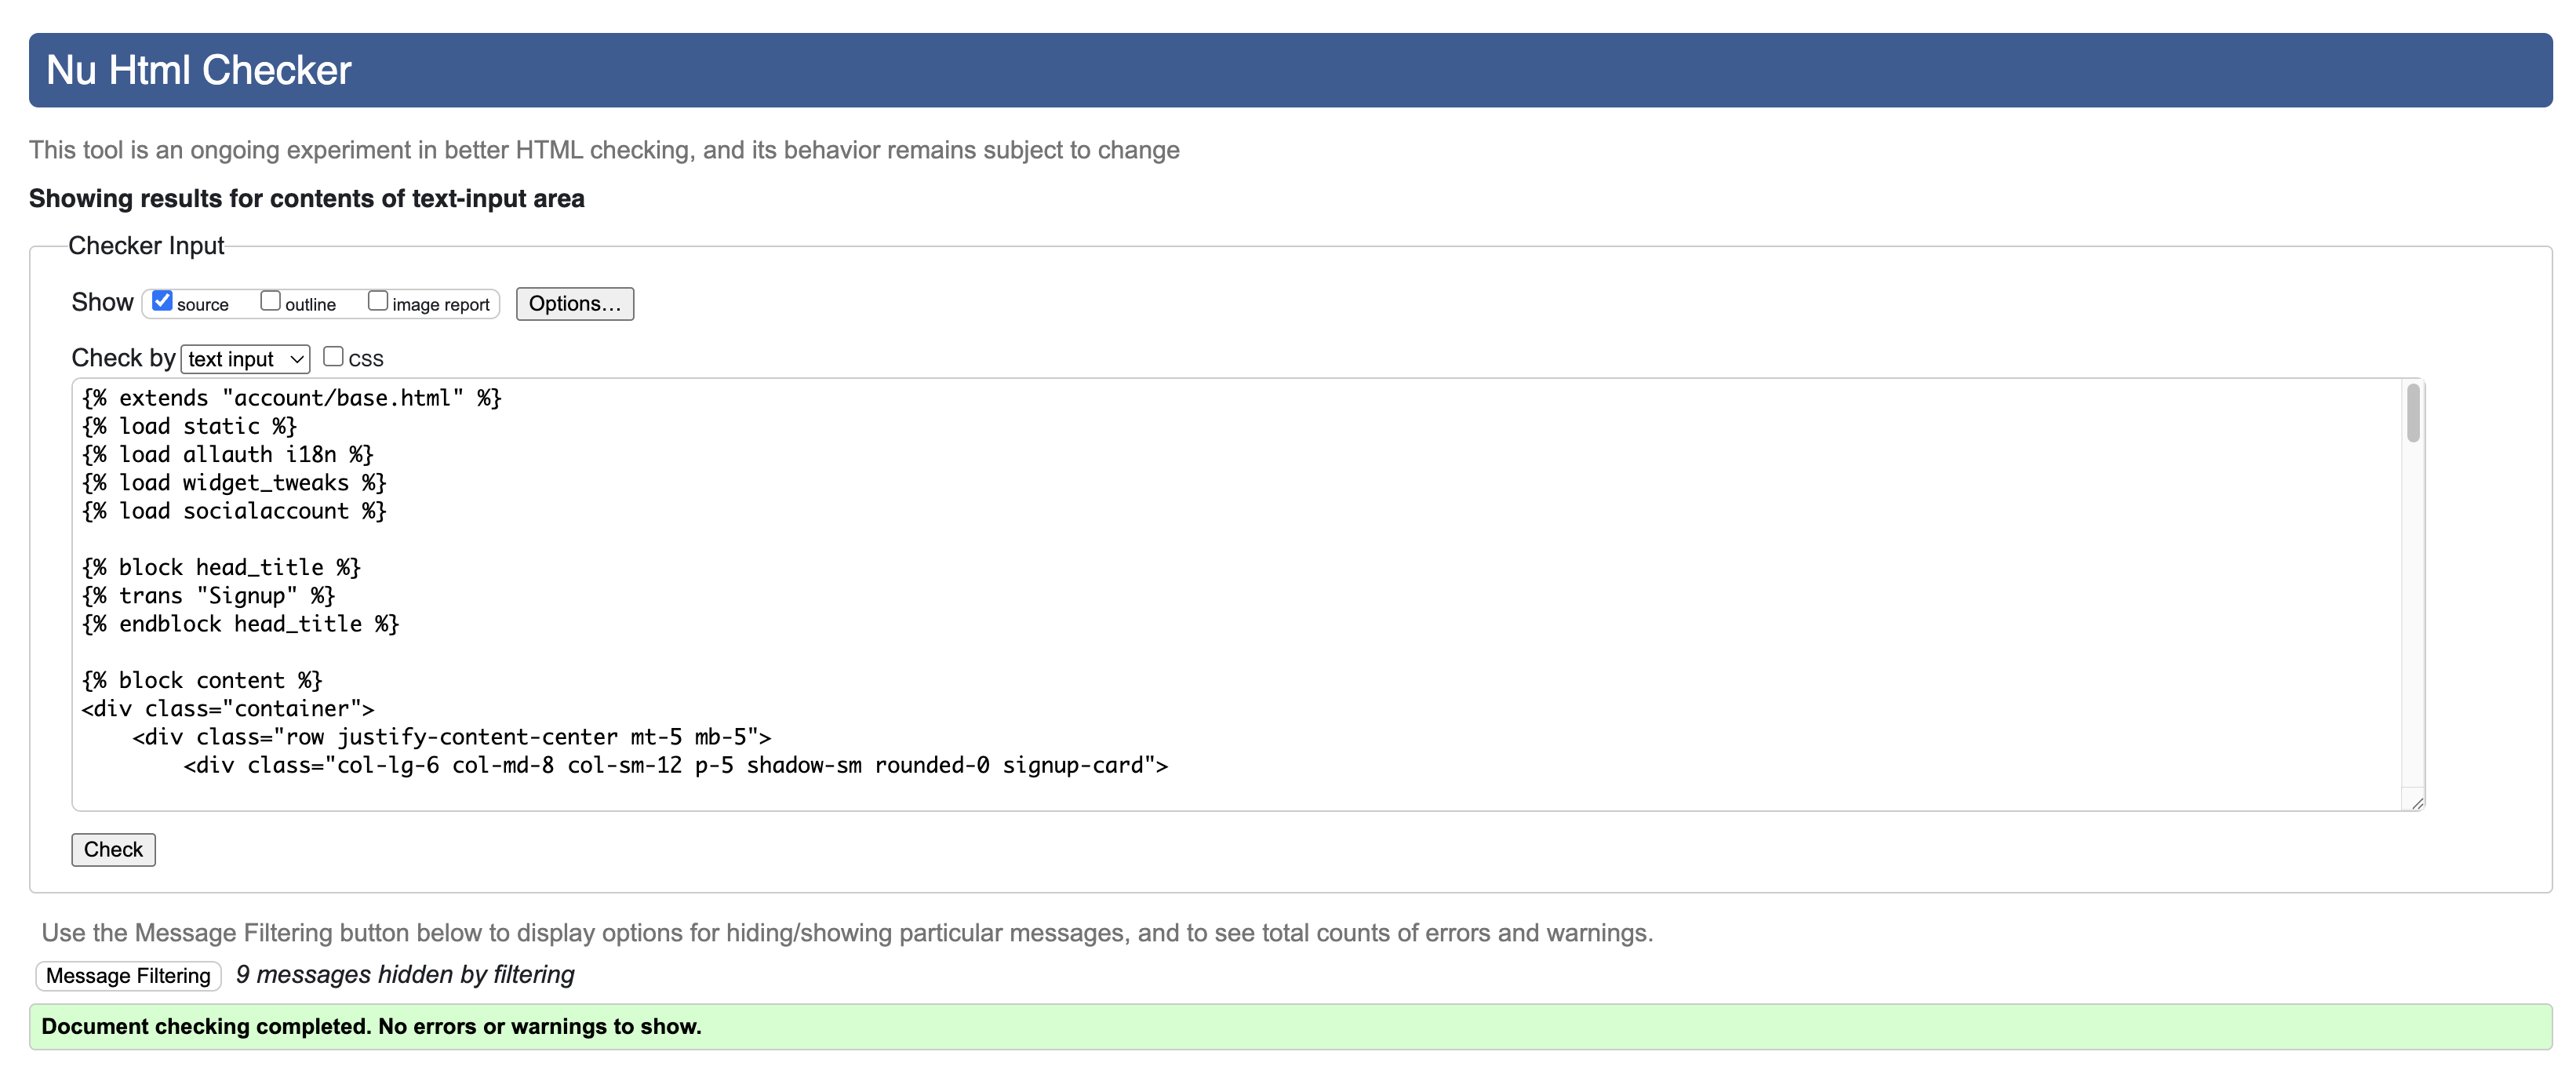 Nu Html Checker
This tool is an ongoing experiment in better HTML checking, and its behavior remains subject to change
Showing results for contents of text-input area
Checker Input
Show source outline image report Options...
Check by text input CSS
{% extends "account/base.html" %}
{% load static %}
{% load allauth i18n %}
{% load widget_tweaks %}
{% load socialaccount %}

{% block head_title %}
{% trans "Signup" %}
{% endblock head_title %}

{% block content %}
<div class="container">
    <div class="row justify-content-center mt-5 mb-5">
        <div class="col-lg-6 col-md-8 col-sm-12 p-5 shadow-sm rounded-0 signup-card">
Check
Use the Message Filtering button below to display options for hiding/showing particular messages, and to see total counts of errors and warnings.
Message Filtering 9 messages hidden by filtering
Document checking completed. No errors or warnings to show.